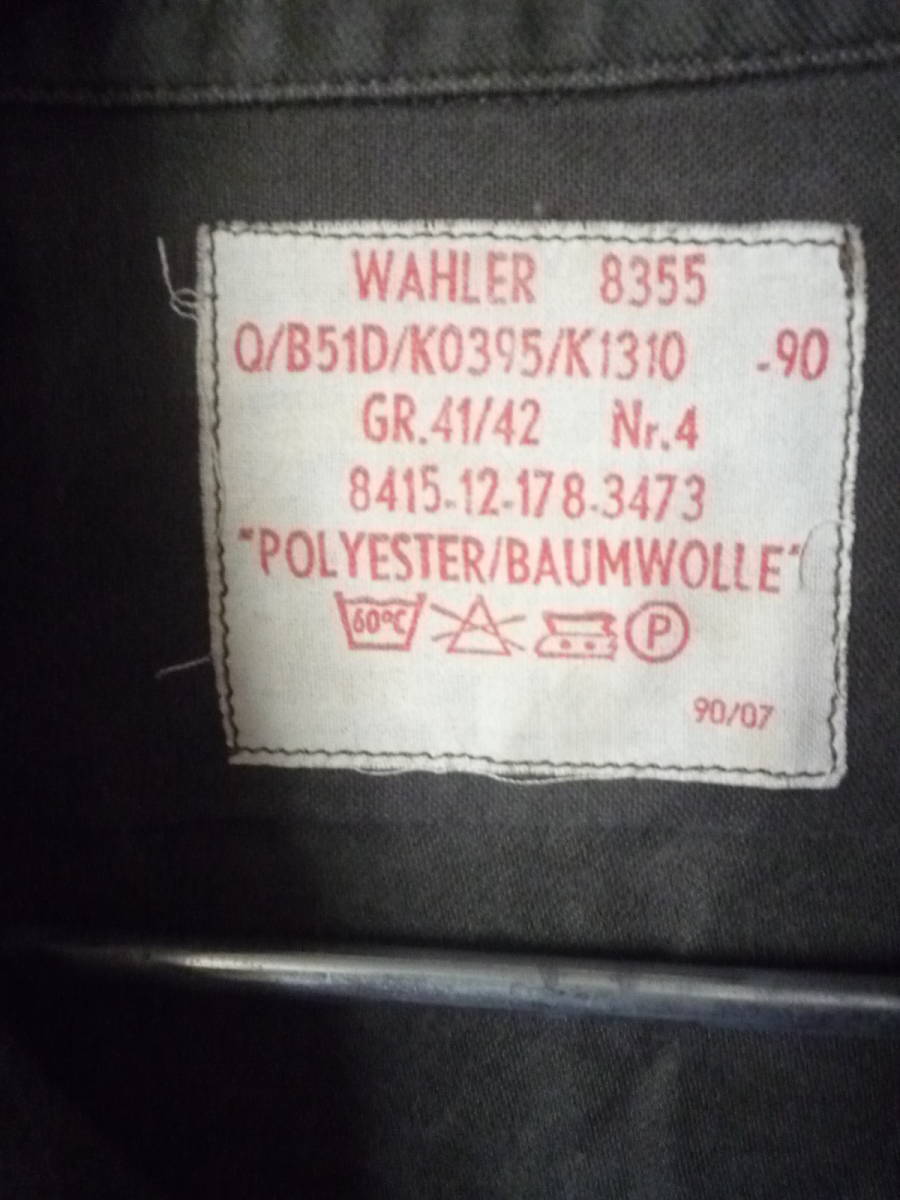 WAHLER 8355
Q/B51D/K0395/K1310 -90
GR.41/42 Nr.4
8415-12-178-3473
"POLYESTER/BAUMWOLLE"
60°C P
90/07